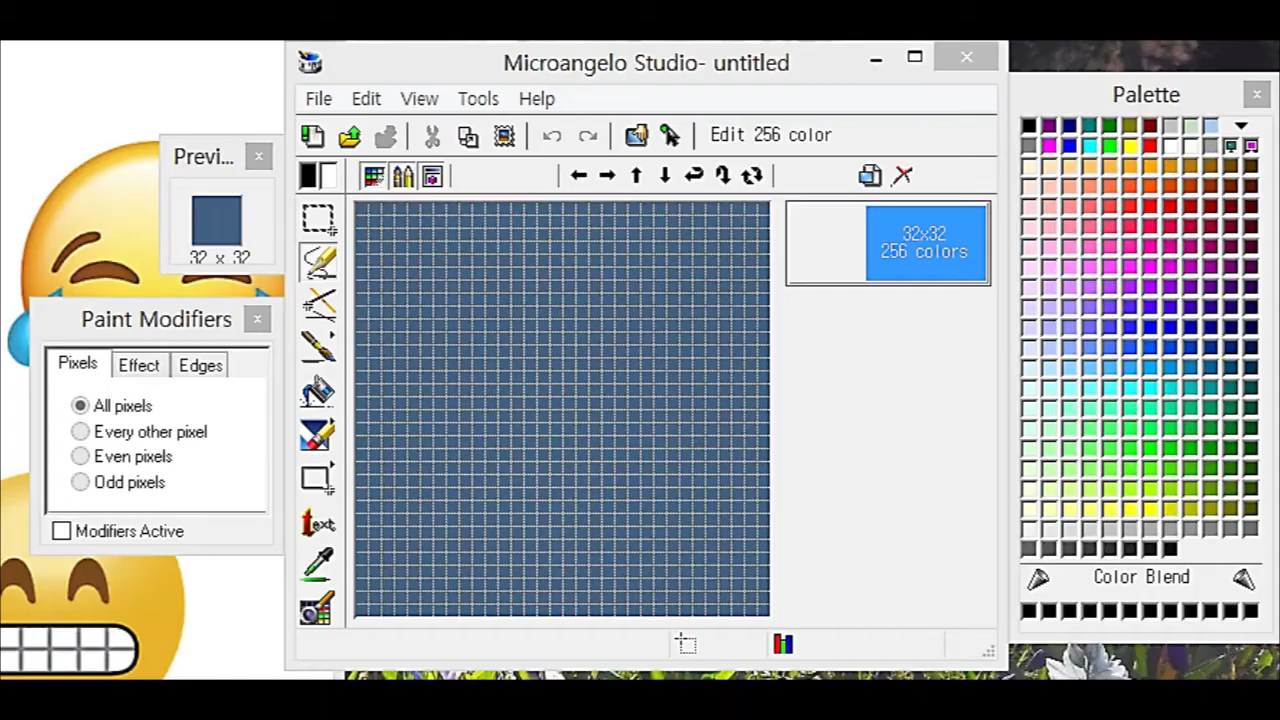 Microangelo Studio- untitled
File Edit View Tools Help
Edit 256 color
Previ...
32 x 32
Paint Modifiers
Pixels Effect Edges
All pixels
Every other pixel
Even pixels
Odd pixels
Modifiers Active
text
32x32
256 colors
Palette
Color Blend